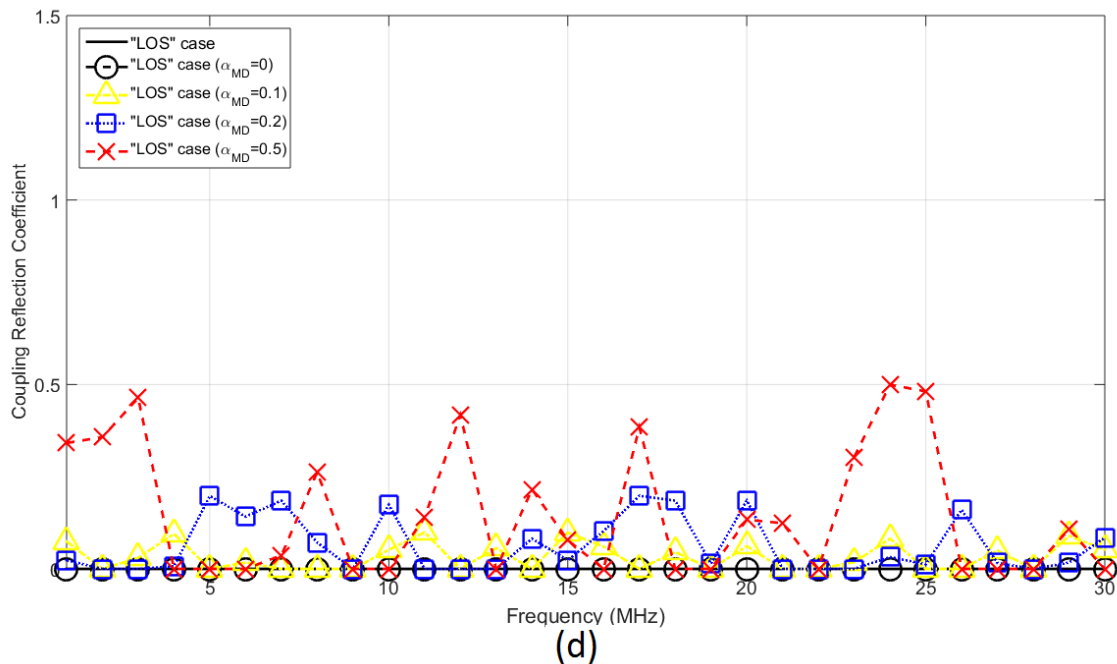 1.5
1
0.5
0
Coupling Reflection Coefficient
"LOS" case
"LOS" case (αMD=0)
"LOS" case (αMD=0.1)
"LOS" case (αMD=0.2)
"LOS" case (αMD=0.5)
5 10 15 20 25 30
Frequency (MHz)
(d)